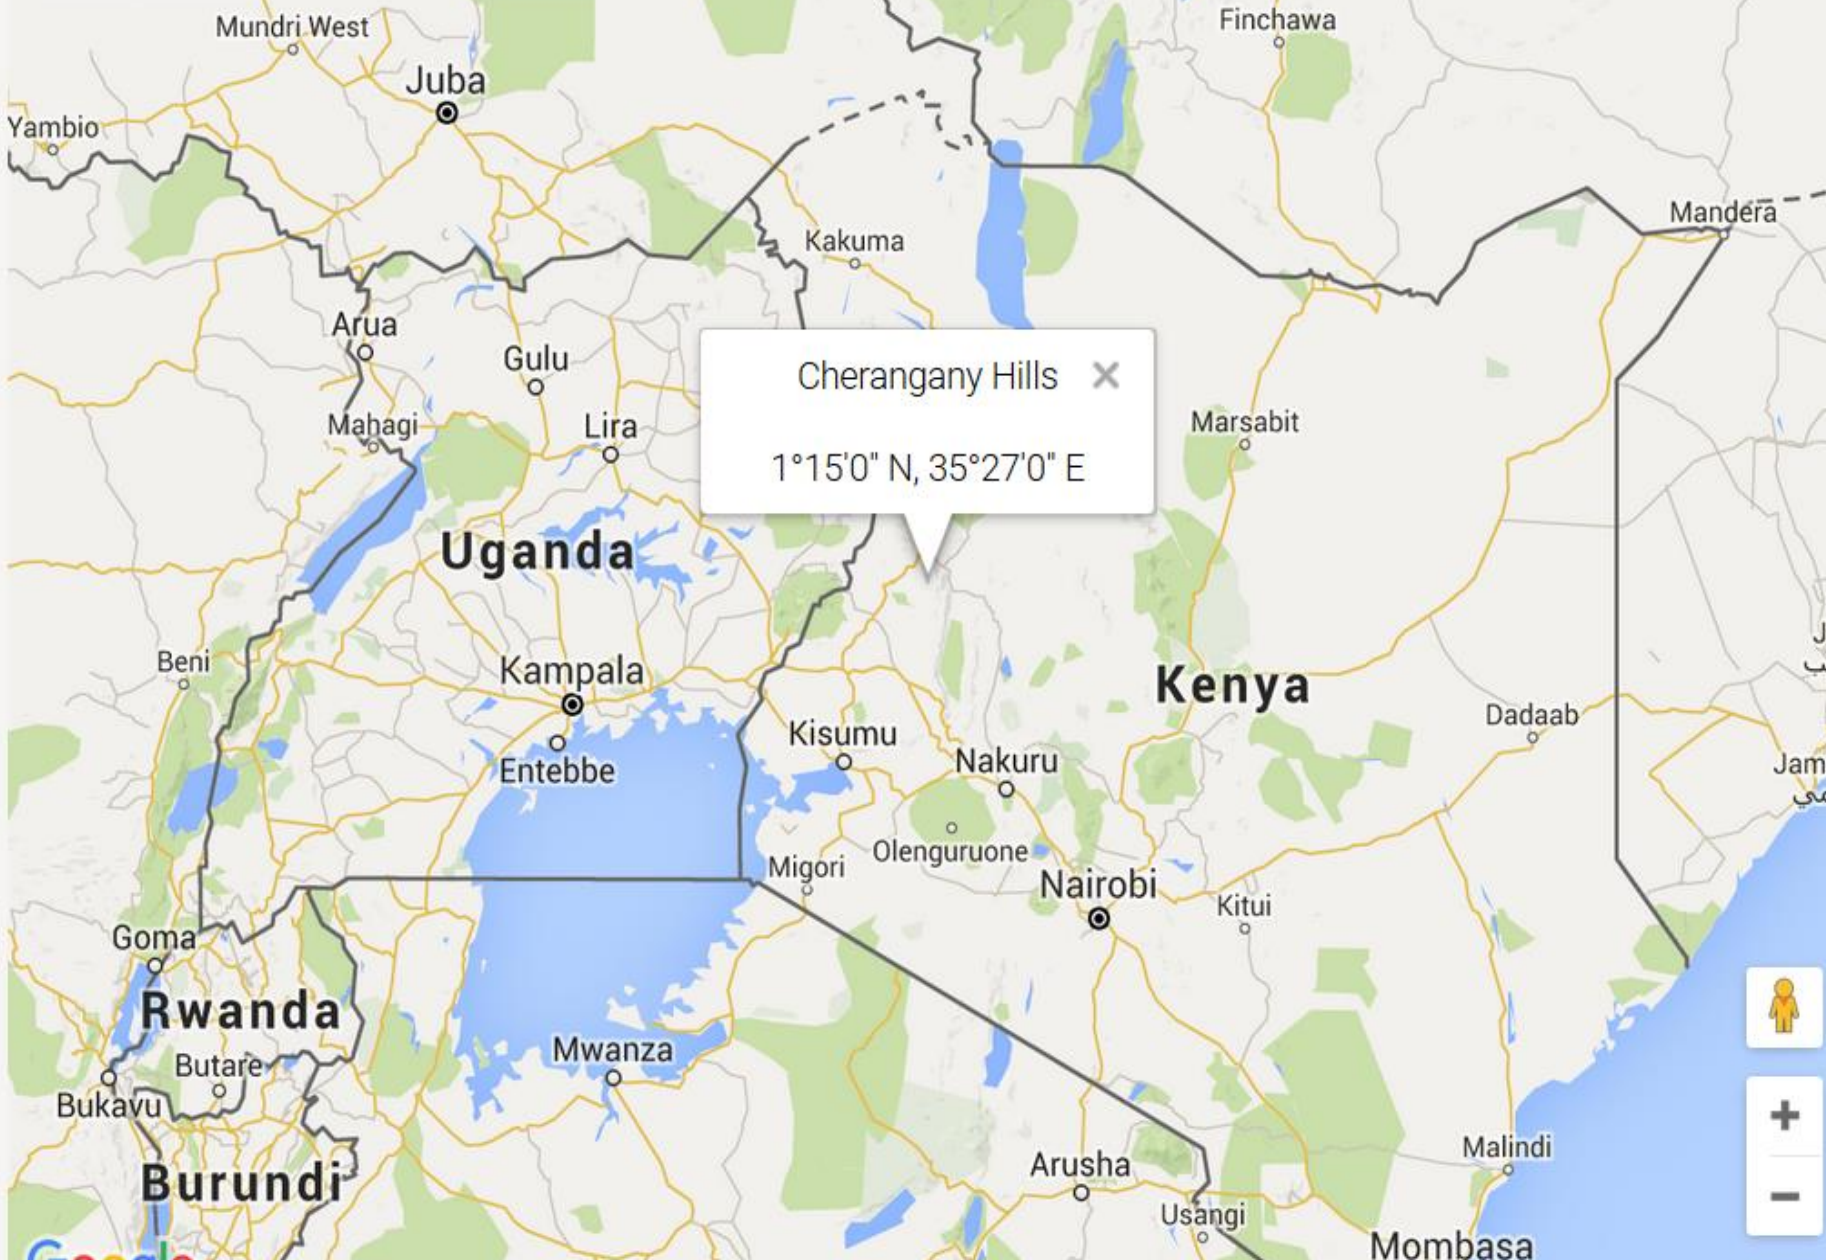 Mundri West
Finchawa
Juba
Yambio
Mandera
Kakuma
Arua
Gulu
Cherangany Hills
Mahagi
Lira
Marsabit
1°15'0" N, 35°27'0" E
Uganda
Beni
Kampala
Kenya
Dadaab
Kisumu
Nakuru
Entebbe
Jam
Olenguruone
Migori
Nairobi
Kitui
Goma
Rwanda
Mwanza
Butare
Bukavu
Malindi
Arusha
Burundi
Usangi
Mombasa
Google